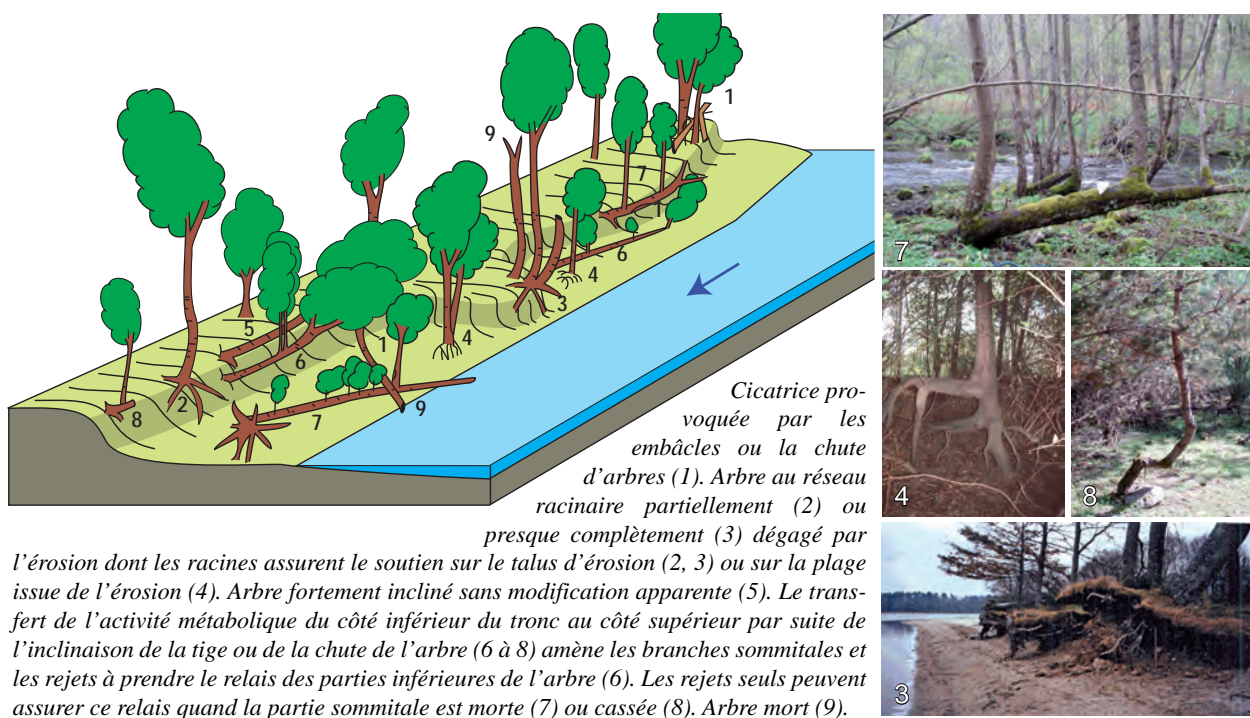 9
1
7
1
6
4
3
4
5
6
1
2
8
7
9
Cicatrice pro-
voquée par les
embâcles ou la chute
d'arbres (1). Arbre au réseau
racinaire partiellement (2) ou
presque complètement (3) dégagé par
l'érosion dont les racines assurent le soutien sur le talus d'érosion (2, 3) ou sur la plage
issue de l'érosion (4). Arbre fortement incliné sans modification apparente (5). Le trans-
fert de l'activité métabolique du côté inférieur du tronc au côté supérieur par suite de
l'inclinaison de la tige ou de la chute de l'arbre (6 à 8) amène les branches sommitales et
les rejets à prendre le relais des parties inférieures de l'arbre (6). Les rejets seuls peuvent
assurer ce relais quand la partie sommitale est morte (7) ou cassée (8). Arbre mort (9).
7
4
8
3